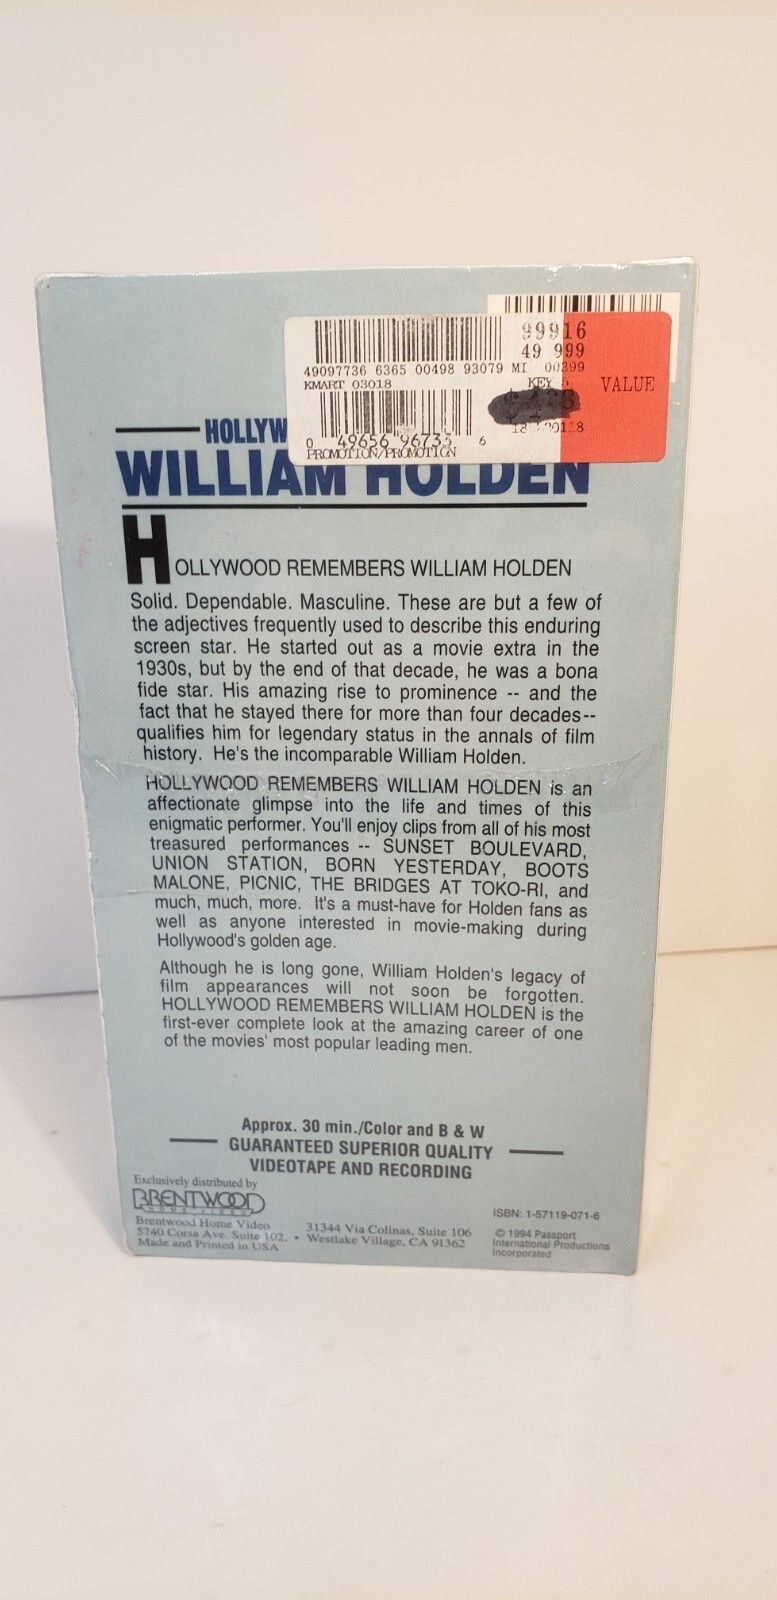 99916
49 999
49097736 6365 00498 93079 MI 00399
KMART 03018 KEY 5
VALUE
0 49656 96735 6
PROMOTION/PROMOTION
HOLLYW
WILLIAM HOLDEN
HOLLYWOOD REMEMBERS WILLIAM HOLDEN
Solid. Dependable. Masculine. These are but a few of
the adjectives frequently used to describe this enduring
screen star. He started out as a movie extra in the
1930s, but by the end of that decade, he was a bona
fide star. His amazing rise to prominence -- and the
fact that he stayed there for more than four decades--
qualifies him for legendary status in the annals of film
history. He's the incomparable William Holden.
HOLLYWOOD REMEMBERS WILLIAM HOLDEN is an
affectionate glimpse into the life and times of this
enigmatic performer. You'll enjoy clips from all of his most
treasured performances -- SUNSET BOULEVARD,
UNION STATION, BORN YESTERDAY, BOOTS
MALONE, PICNIC, THE BRIDGES AT TOKO-RI, and
much, much, more. It's a must-have for Holden fans as
well as anyone interested in movie-making during
Hollywood's golden age.
Although he is long gone, William Holden's legacy of
film appearances will not soon be forgotten.
HOLLYWOOD REMEMBERS WILLIAM HOLDEN is the
first-ever complete look at the amazing career of one
of the movies' most popular leading men.
Approx. 30 min./Color and B & W
GUARANTEED SUPERIOR QUALITY
VIDEOTAPE AND RECORDING
Exclusively distributed by
BRENTWOOD
HOME VIDEO
Brentwood Home Video
5740 Corsa Ave. Suite 102, •
Made and Printed in USA
31344 Via Colinas, Suite 106
Westlake Village, CA 91362
ISBN: 1-57119-071-6
© 1994 Passport
International Productions
Incorporated